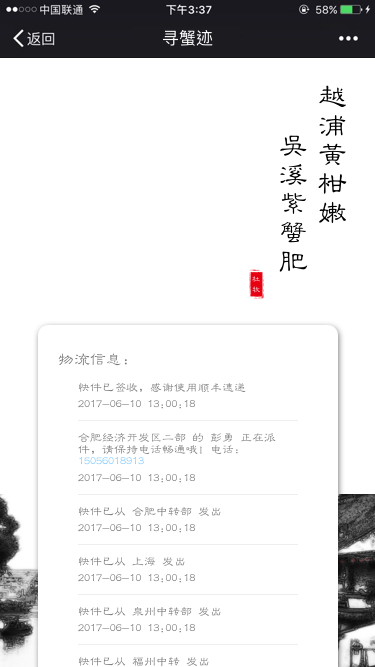 中国联通
下午3:37
58%
返回
寻蟹迹
越浦黄柑嫩
吴溪紫蟹肥
杜牧
物流信息：
快件已签收，感谢使用顺丰速递
2017-06-10 13:00:18
合肥经济开发区二部 的 彭勇 正在派
件，请保持电话畅通哦！电话：
15056018913
2017-06-10 13:00:18
快件已从 合肥中转部 发出
2017-06-10 13:00:18
快件已从 上海 发出
2017-06-10 13:00:18
快件已从 泉州中转部 发出
2017-06-10 13:00:18
快件已从 福州中转 发出